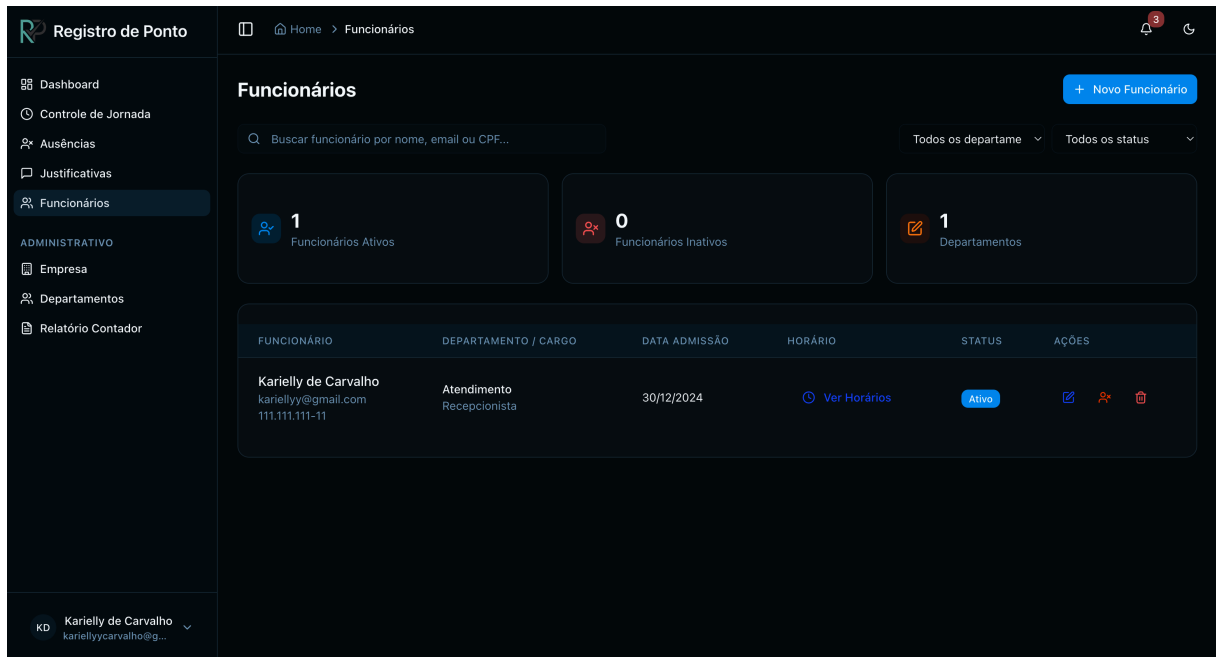 Registro de Ponto
Home > Funcionários
3
Dashboard
Controle de Jornada
Ausências
Justificativas
Funcionários
ADMINISTRATIVO
Empresa
Departamentos
Relatório Contador
KD
Karielly de Carvalho
kariellyycarvalho@g...
Funcionários
+ Novo Funcionário
Buscar funcionário por nome, email ou CPF...
Todos os departame
Todos os status
1
Funcionários Ativos
0
Funcionários Inativos
1
Departamentos
FUNCIONÁRIO DEPARTAMENTO / CARGO DATA ADMISSÃO HORÁRIO STATUS AÇÕES
Karielly de Carvalho
kariellyy@gmail.com
111.111.111-11
Atendimento
Recepcionista
30/12/2024
Ver Horários
Ativo